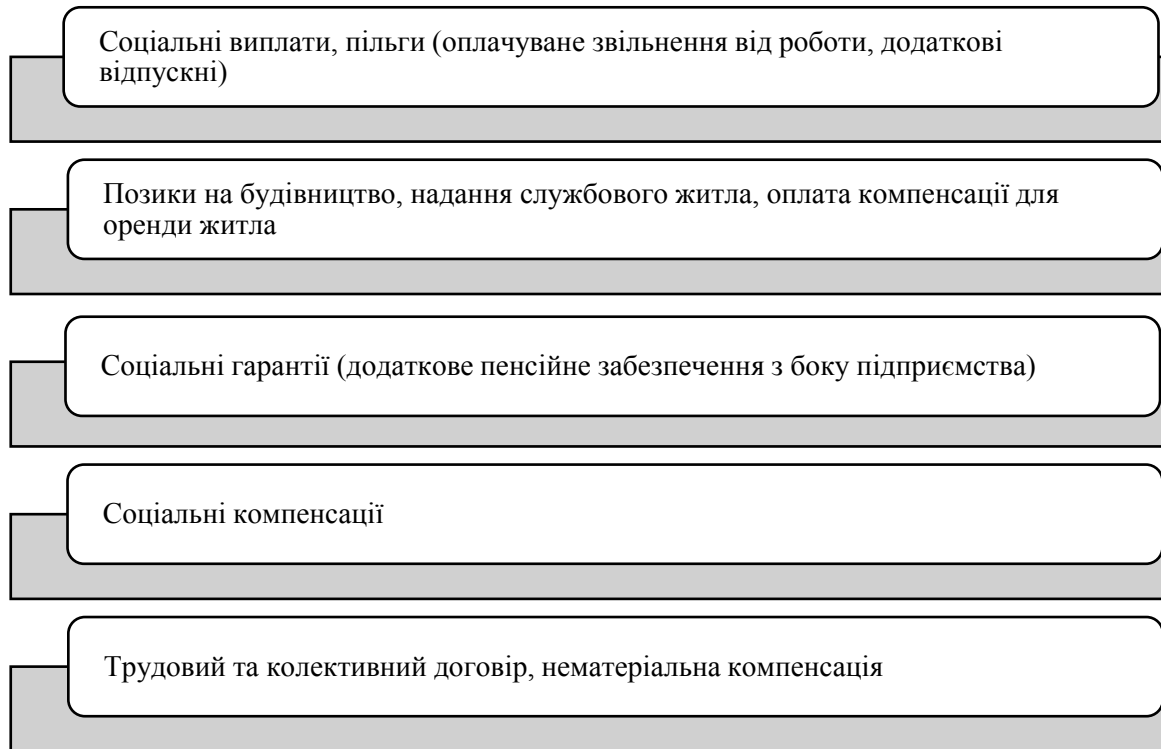 Соціальні виплати, пільги (оплачуване звільнення від роботи, додаткові
відпускні)
Позики на будівництво, надання службового житла, оплата компенсації для
оренди житла
Соціальні гарантії (додаткове пенсійне забезпечення з боку підприємства)
Соціальні компенсації
Трудовий та колективний договір, нематеріальна компенсація